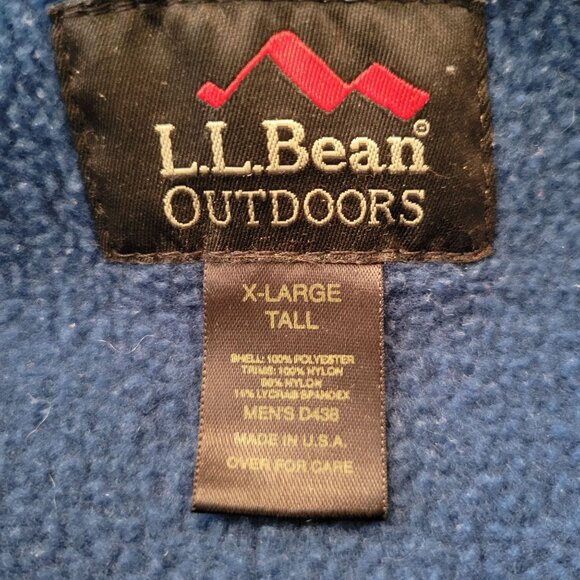 L.L.Bean®
OUTDOORS
X-LARGE
TALL
SHELL: 100% POLYESTER
TRIMS: 100% NYLON
86% NYLON
14% LYCRA® SPANDEX
MEN'S D438
MADE IN U.S.A.
OVER FOR CARE